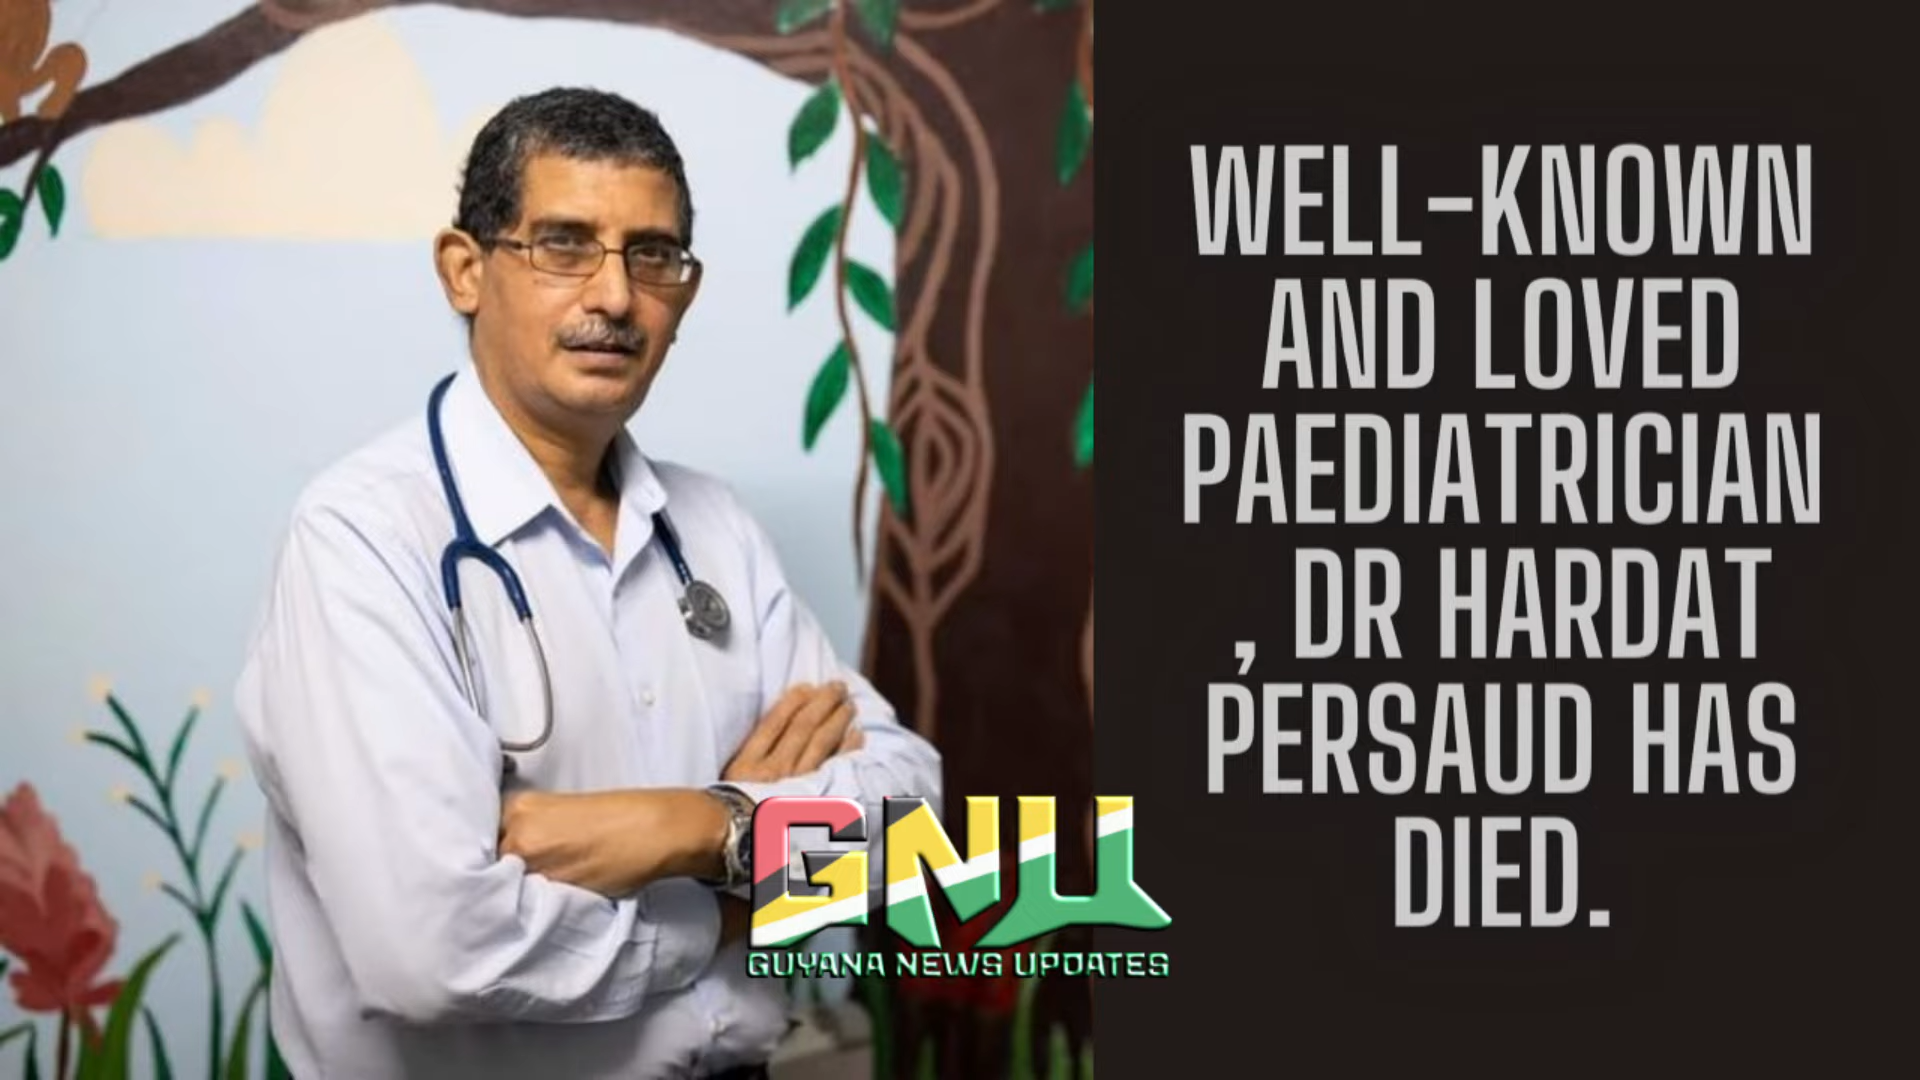 WELL-KNOWN
AND LOVED
PAEDIATRICIAN
, DR HARDAT
PERSAUD HAS
DIED.
GNU
GUYANA NEWS UPDATES